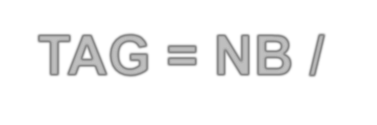 TAG = NB /